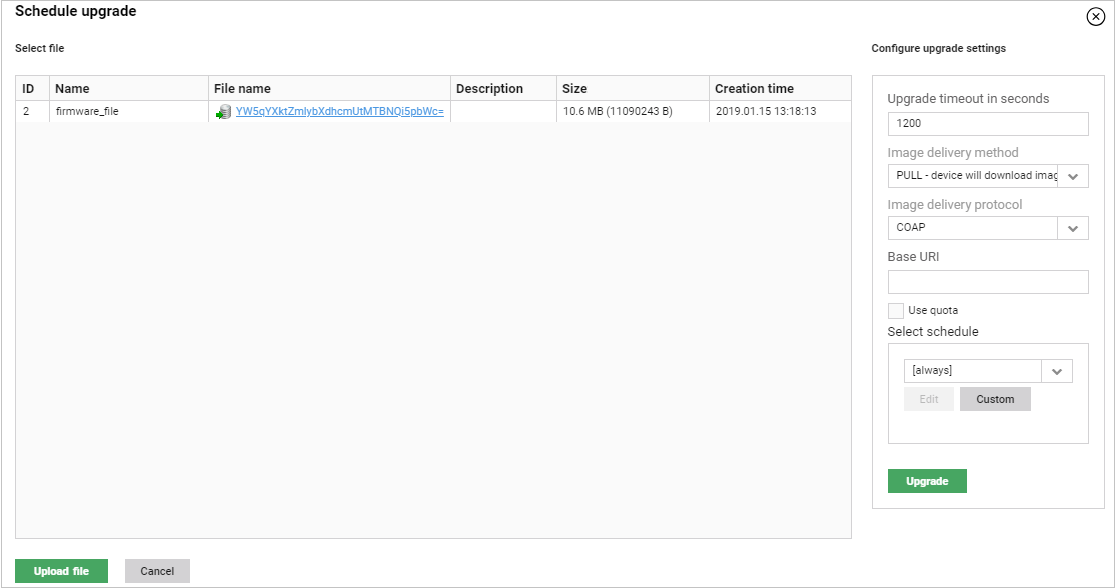 Schedule upgrade
Select file
Configure upgrade settings
ID Name File name Description Size Creation time
2 firmware_file YW5qYXktZmlybXdhcmUtMTBNQi5pbWc= 10.6 MB (11090243 B) 2019.01.15 13:18:13
Upgrade timeout in seconds
1200
Image delivery method
PULL - device will download imag
Image delivery protocol
COAP
Base URI
Use quota
Select schedule
[always]
Edit Custom
Upgrade
Upload file Cancel